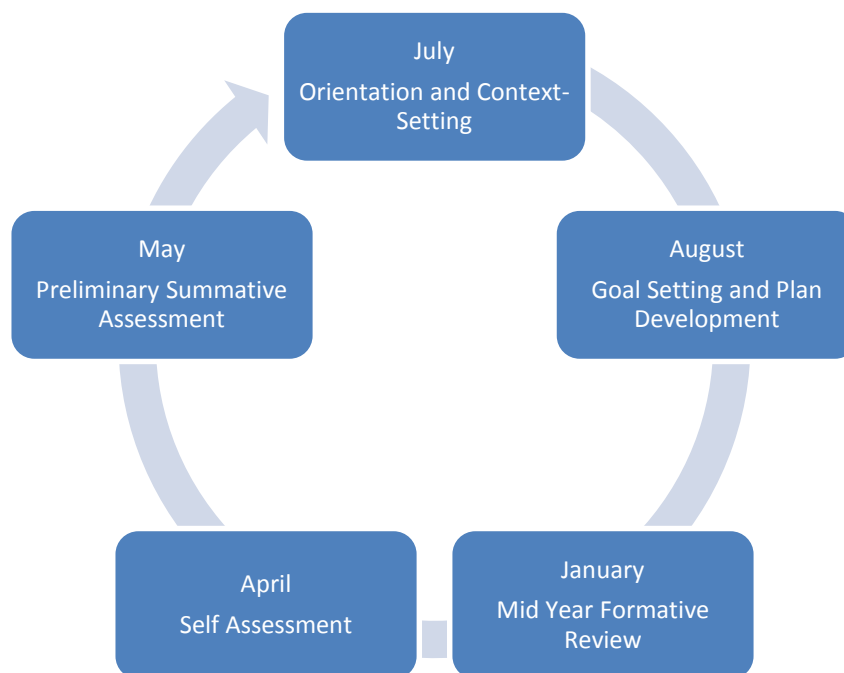 July
Orientation and Context-
Setting
August
Goal Setting and Plan
Development
January
Mid Year Formative
Review
April
Self Assessment
May
Preliminary Summative
Assessment